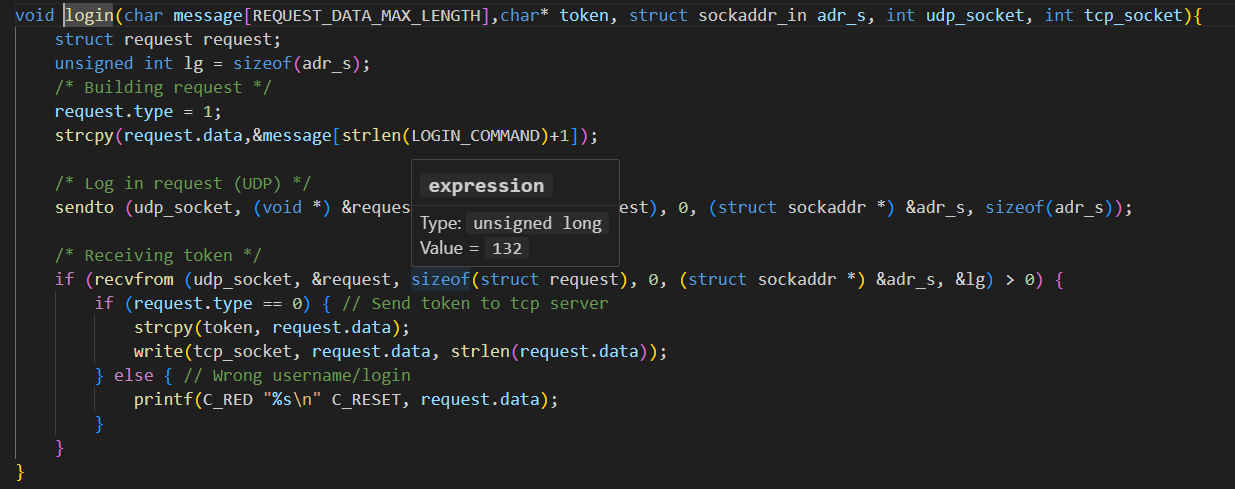 void login(char message[REQUEST_DATA_MAX_LENGTH],char* token, struct sockaddr_in adr_s, int udp_socket, int tcp_socket){
    struct request request;
    unsigned int lg = sizeof(adr_s);
    /* Building request */
    request.type = 1;
    strcpy(request.data,&message[strlen(LOGIN_COMMAND)+1]);
    /* Log in request (UDP) */
expression
    sendto (udp_socket, (void *) &reques est), 0, (struct sockaddr *) &adr_s, sizeof(adr_s));
Type: unsigned long
Value = 132
    /* Receiving token */
    if (recvfrom (udp_socket, &request, sizeof(struct request), 0, (struct sockaddr *) &adr_s, &lg) > 0) {
        if (request.type == 0) { // Send token to tcp server
            strcpy(token, request.data);
            write(tcp_socket, request.data, strlen(request.data));
        } else { // Wrong username/login
            printf(C_RED "%s\n" C_RESET, request.data);
        }
    }
}